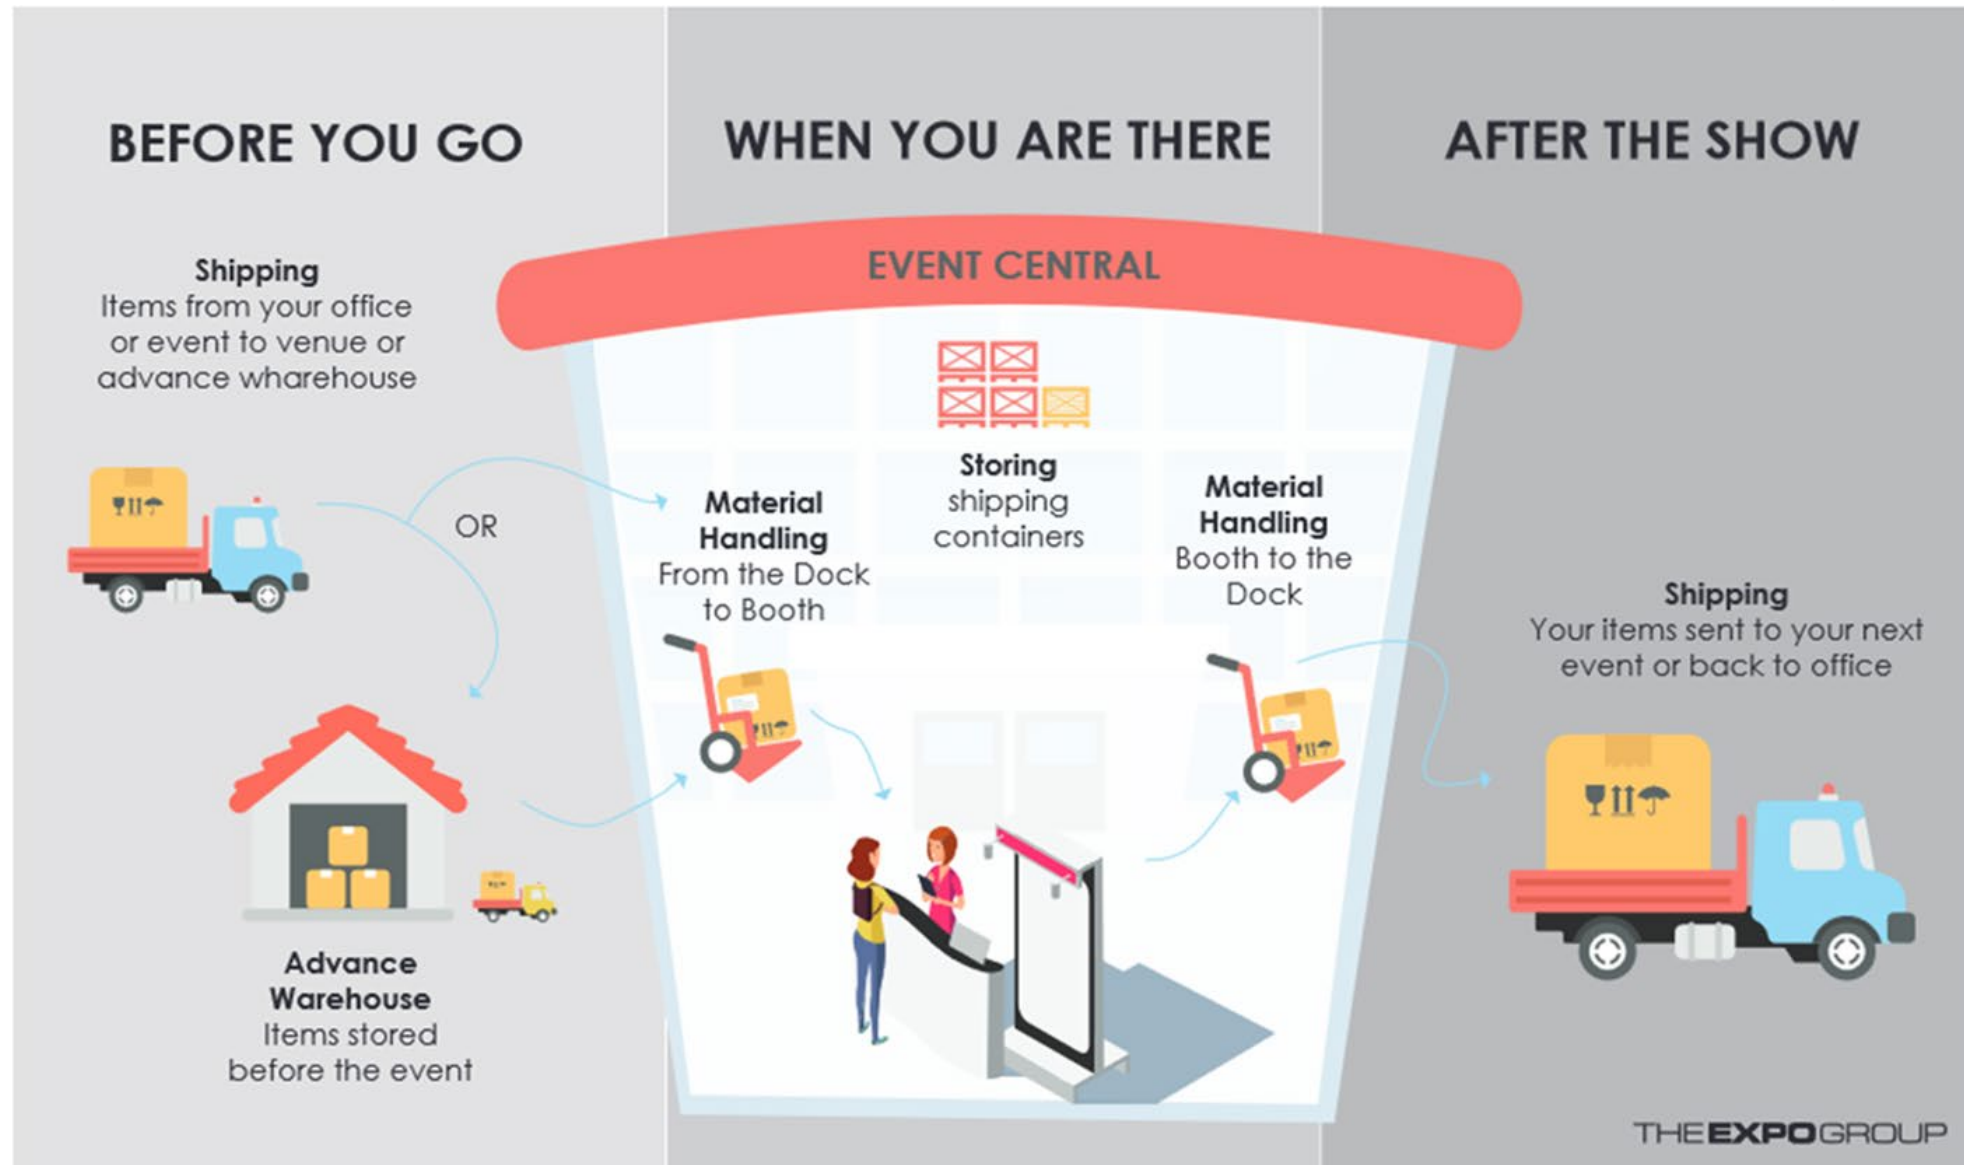 BEFORE YOU GO
Shipping
Items from your office
or event to venue or
advance wharehouse
OR
Advance
Warehouse
Items stored
before the event
WHEN YOU ARE THERE
EVENT CENTRAL
Material
Handling
From the Dock
to Booth
Storing
shipping
containers
Material
Handling
Booth to the
Dock
AFTER THE SHOW
Shipping
Your items sent to your next
event or back to office
THE EXPO GROUP